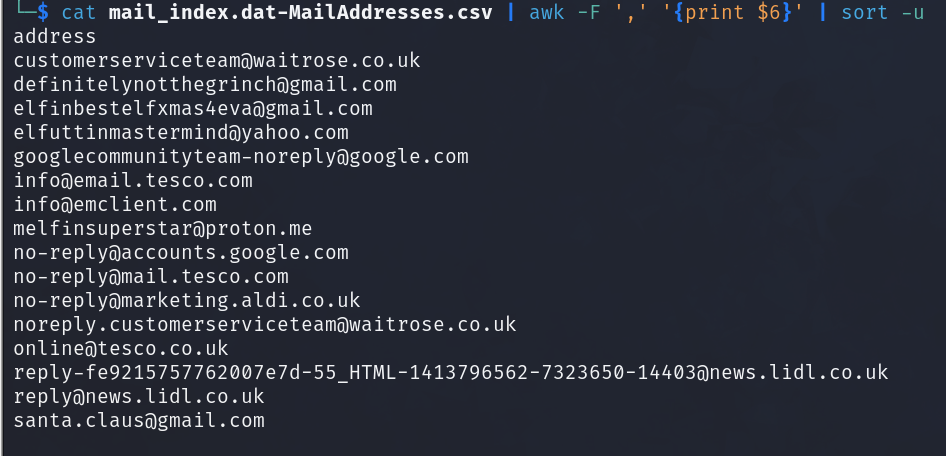 └─$ cat mail_index.dat-MailAddresses.csv | awk -F ',' '{print $6}' | sort -u
address
customerserviceteam@waitrose.co.uk
definitelynotthegrinch@gmail.com
elfinbestelfxmas4eva@gmail.com
elfuttinmastermind@yahoo.com
googlecommunityteam-noreply@google.com
info@email.tesco.com
info@emclient.com
melfinsuperstar@proton.me
no-reply@accounts.google.com
no-reply@mail.tesco.com
no-reply@marketing.aldi.co.uk
noreply.customerserviceteam@waitrose.co.uk
online@tesco.co.uk
reply-fe9215757762007e7d-55_HTML-1413796562-7323650-14403@news.lidl.co.uk
reply@news.lidl.co.uk
santa.claus@gmail.com